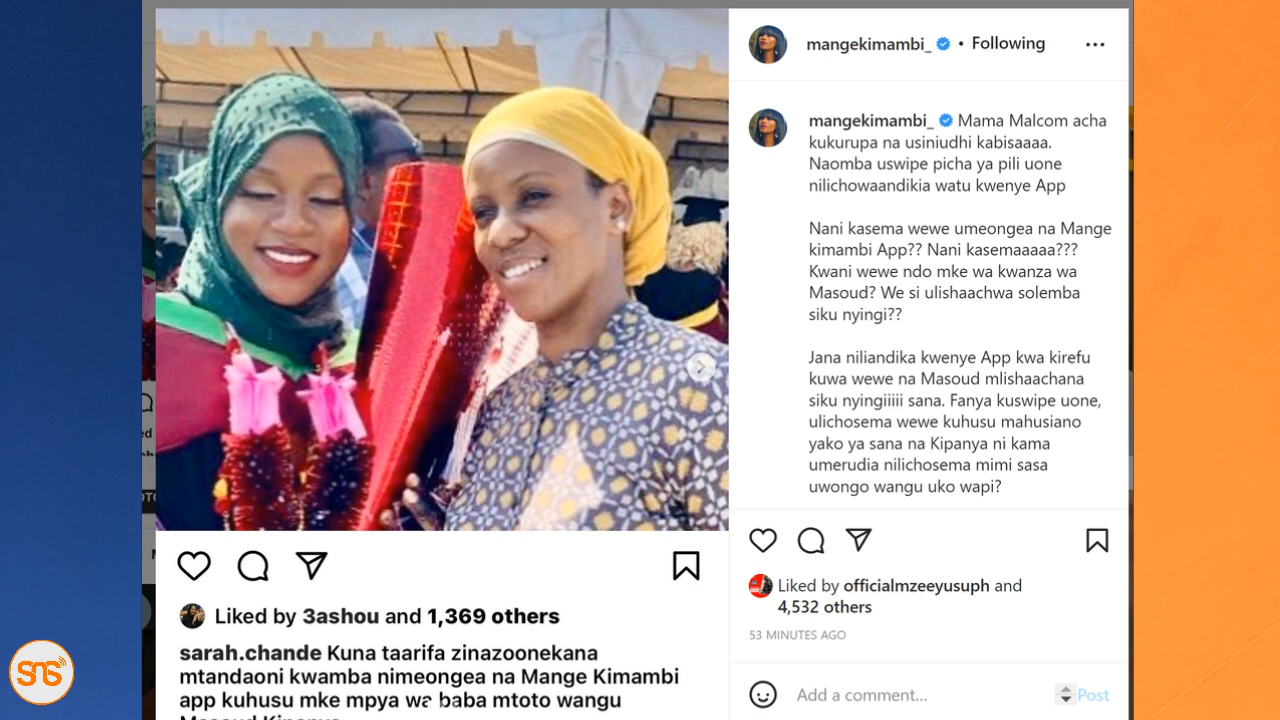 mangekimambi_ • Following
mangekimambi_ Mama Malcom acha
kukurupa na usiniudhi kabisaaaa.
Naomba uswipe picha ya pili uone
nilichowaandikia watu kwenye App
Nani kasema wewe umeongea na Mange
kimambi App?? Nani kasemaaaaa???
Kwani wewe ndo mke wa kwanza wa
Masoud? We si ulishaachwa solemba
siku nyingi??
Jana niliandika kwenye App kwa kirefu
kuwa wewe na Masoud mlishaachana
siku nyingiiiii sana. Fanya kuswipe uone,
ulichosema wewe kuhusu mahusiano
yako ya sana na Kipanya ni kama
umerudia nilichosema mimi sasa
uwongo wangu uko wapi?
Liked by officialmzeeyusuph and
4,532 others
53 MINUTES AGO
Add a comment...
Post
Liked by 3ashou and 1,369 others
sarah.chande Kuna taarifa zinazoonekana
mtandaoni kwamba nimeongea na Mange Kimambi
app kuhusu mke mpya wa baba mtoto wangu
Masoud Kipanya
SNS